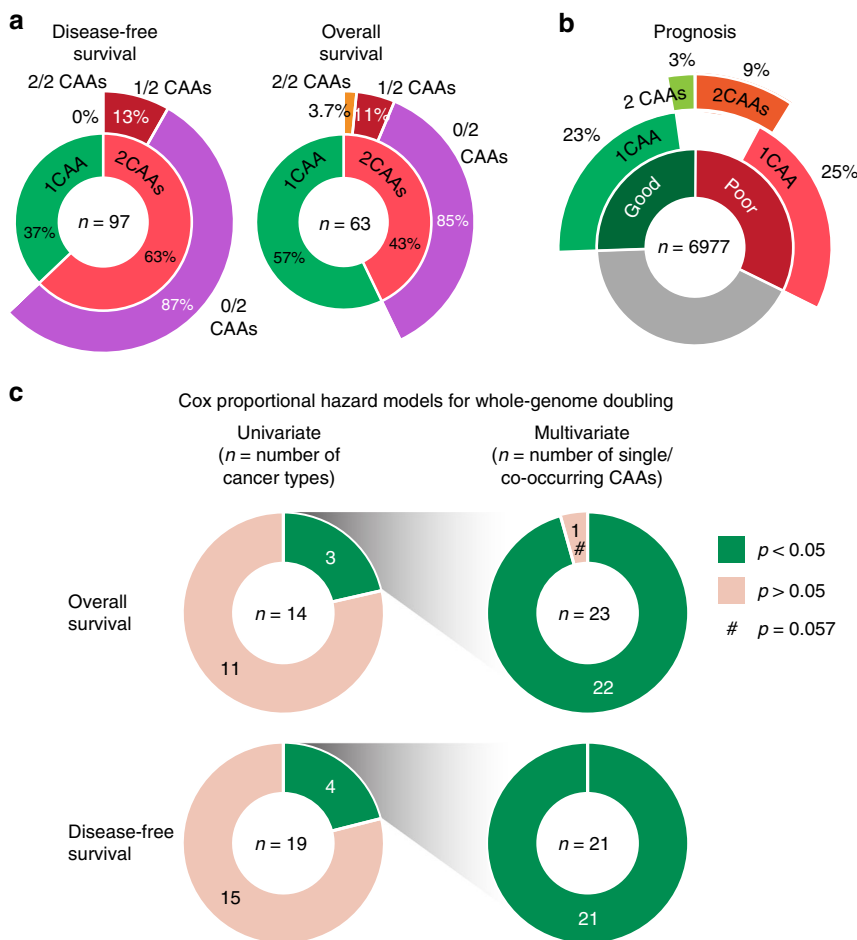 a
Disease-free
survival
2/2 CAAs
1/2 CAAs
0%
13%
1CAA
2CAAs
n = 97
37%
63%
87%
0/2
CAAs
Overall
survival
2/2 CAAs
1/2 CAAs
3.7%
11%
0/2
CAAs
1CAA
2CAAs
n = 63
85%
43%
57%
b
Prognosis
3%
9%
2 CAAs
2CAAs
23%
1CAA
1CAA
25%
Good
Poor
n = 6977
c
Cox proportional hazard models for whole-genome doubling
Univariate
(n = number of
cancer types)
Multivariate
(n = number of single/
co-occurring CAAs)
Overall
survival
3
n = 14
11
1
#
n = 23
22
p < 0.05
p > 0.05
# p = 0.057
Disease-free
survival
4
n = 19
15
n = 21
21